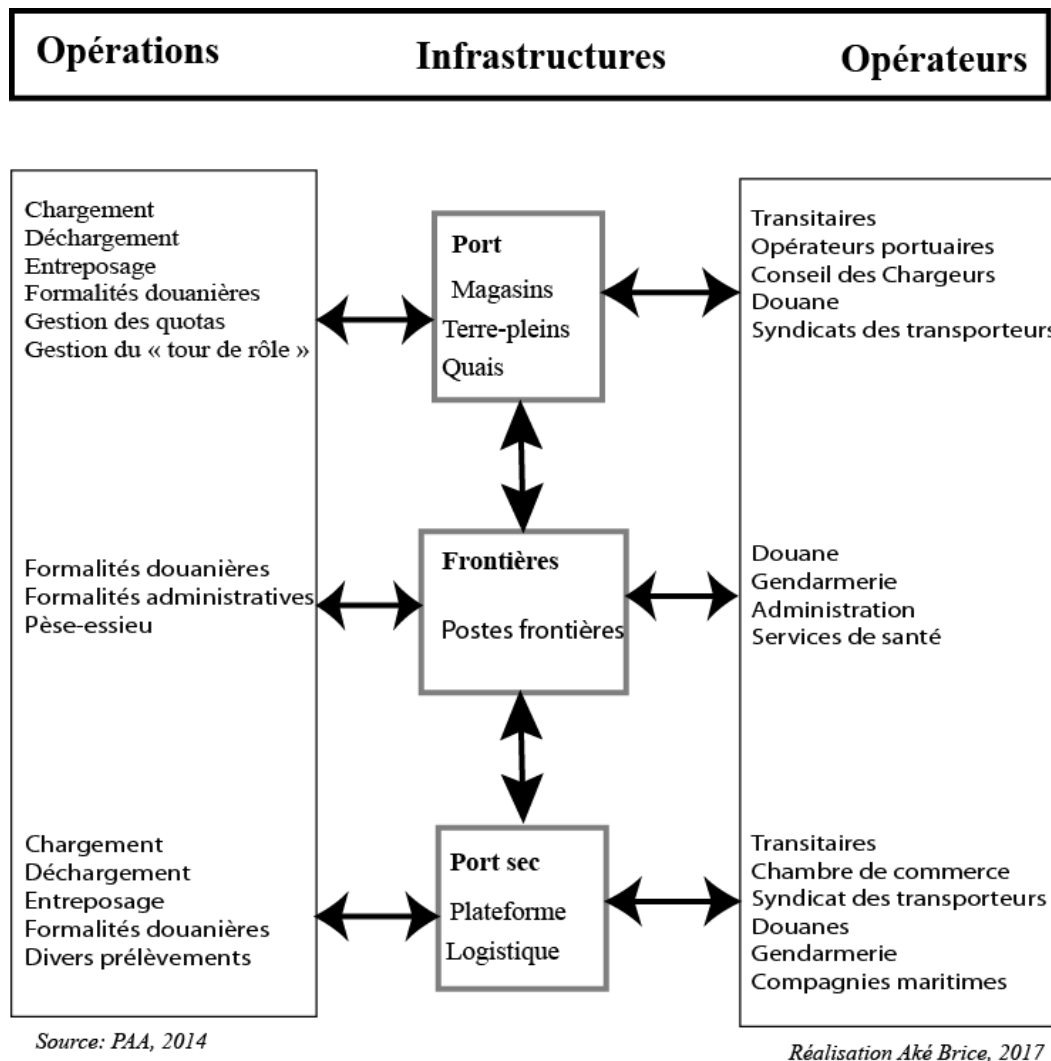 Opérations Infrastructures Opérateurs
Chargement
Déchargement
Entreposage
Formalités douanières
Gestion des quotas
Gestion du « tour de rôle »
Port
Magasins
Terre-pleins
Quais
Transitaires
Opérateurs portuaires
Conseil des Chargeurs
Douane
Syndicats des transporteurs
Formalités douanières
Formalités administratives
Pèse-essieu
Frontières
Postes frontières
Douane
Gendarmerie
Administration
Services de santé
Chargement
Déchargement
Entreposage
Formalités douanières
Divers prélèvements
Port sec
Plateforme
Logistique
Transitaires
Chambre de commerce
Syndicat des transporteurs
Douanes
Gendarmerie
Compagnies maritimes
Source: PAA, 2014
Réalisation Aké Brice, 2017